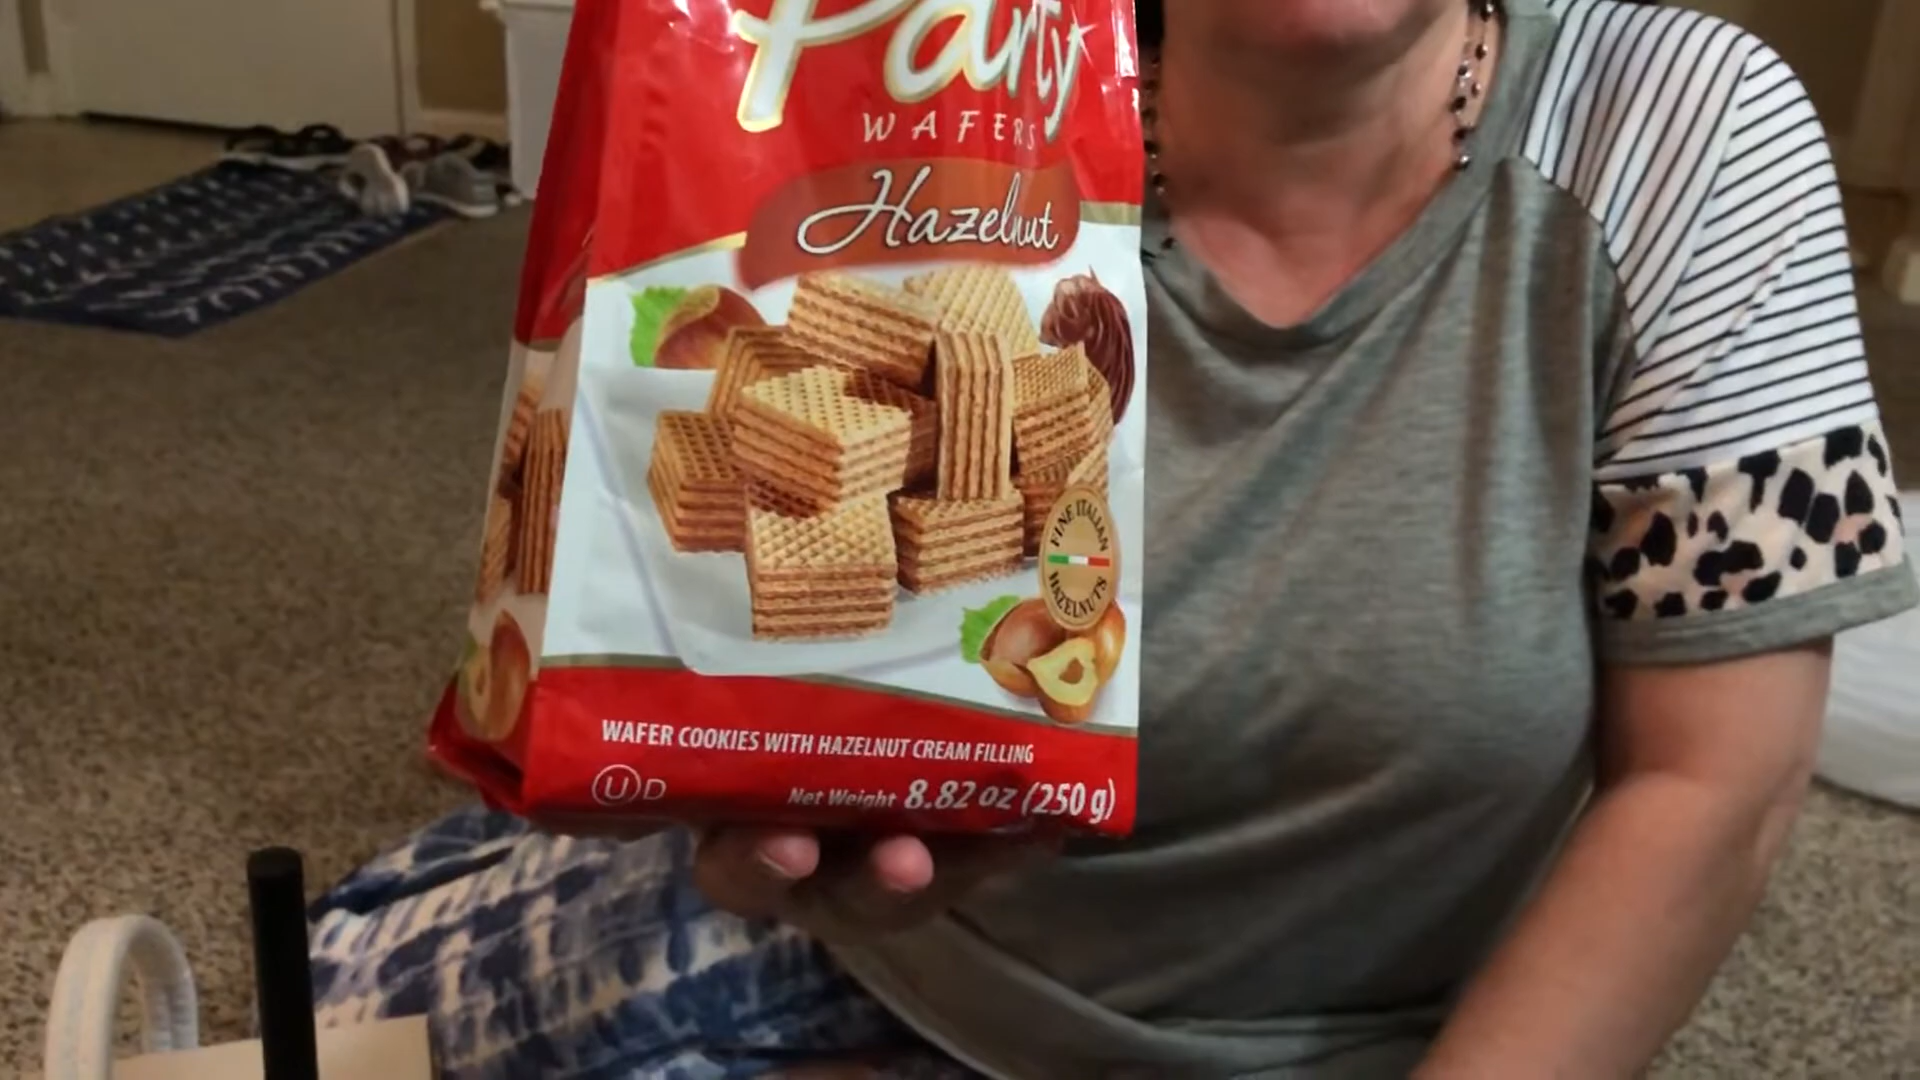 Party
WAFERS
Hazelnut
FINE ITALIAN
HAZELNUTS
WAFER COOKIES WITH HAZELNUT CREAM FILLING
U D
Net Weight 8.82 oz (250 g)